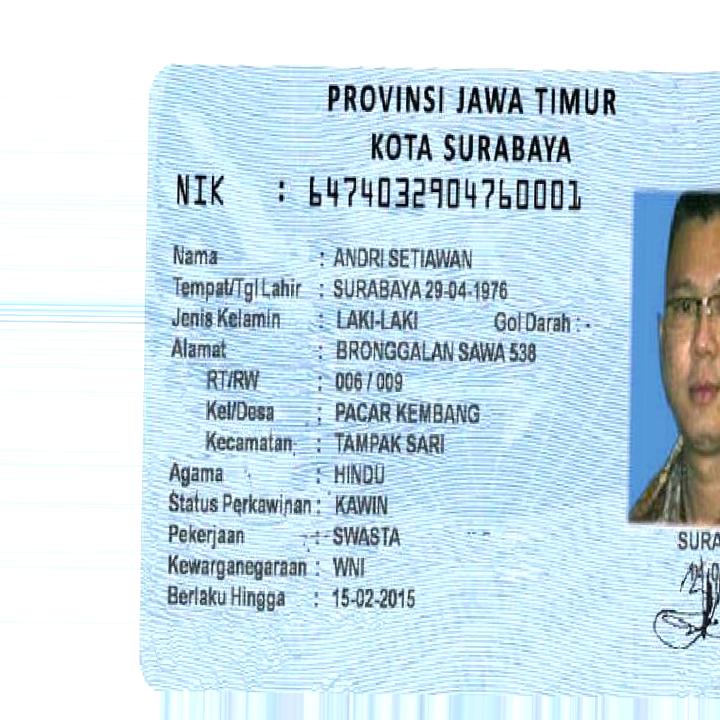 PROVINSI JAWA TIMUR
KOTA SURABAYA
NIK : 6474032904760001
Nama : ANDRI SETIAWAN
Tempat/Tgl Lahir : SURABAYA 29-04-1976
Jenis Kelamin : LAKI-LAKI Gol Darah : -
Alamat : BRONGGALAN SAWA 538
RT/RW : 006 / 009
Kel/Desa : PACAR KEMBANG
Kecamatan : TAMPAK SARI
Agama : HINDU
Status Perkawinan : KAWIN
Pekerjaan : SWASTA
Kewarganegaraan : WNI
Berlaku Hingga : 15-02-2015
SURA